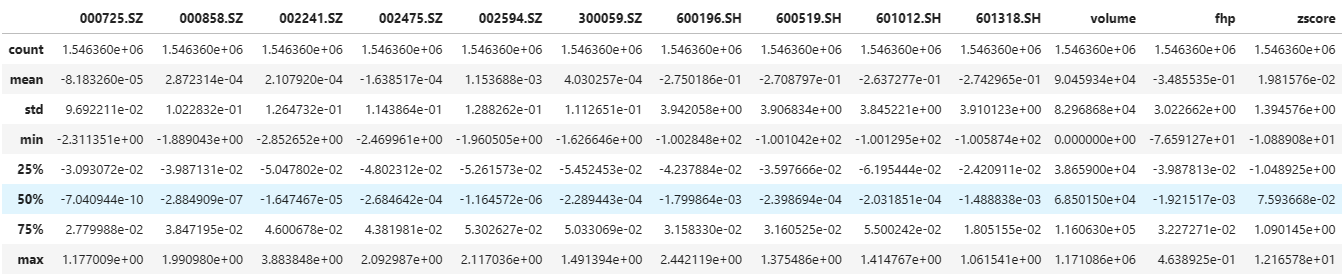 000725.SZ 000858.SZ 002241.SZ 002475.SZ 002594.SZ 300059.SZ 600196.SH 600519.SH 601012.SH 601318.SH volume fhp zscore
count 1.546360e+06 1.546360e+06 1.546360e+06 1.546360e+06 1.546360e+06 1.546360e+06 1.546360e+06 1.546360e+06 1.546360e+06 1.546360e+06 1.546360e+06 1.546360e+06 1.546360e+06
mean -8.183260e-05 2.872314e-04 2.107920e-04 -1.638517e-04 1.153688e-03 4.030257e-04 -2.750186e-01 -2.708797e-01 -2.637277e-01 -2.742965e-01 9.045934e+04 -3.485535e-01 1.981576e-02
std 9.692211e-02 1.022832e-01 1.264732e-01 1.143864e-01 1.288262e-01 1.112651e-01 3.942058e+00 3.906834e+00 3.845221e+00 3.910123e+00 8.296868e+04 3.022662e+00 1.394576e+00
min -2.311351e+00 -1.889043e+00 -2.852652e+00 -2.469961e+00 -1.960505e+00 -1.626646e+00 -1.002848e+02 -1.001042e+02 -1.001295e+02 -1.005874e+02 0.000000e+00 -7.659127e+01 -1.088908e+01
25% -3.093072e-02 -3.987131e-02 -5.047802e-02 -4.802312e-02 -5.261573e-02 -5.452453e-02 -4.237884e-02 -3.597666e-02 -6.195444e-02 -2.420911e-02 3.865900e+04 -3.987813e-02 -1.048925e+00
50% -7.040944e-10 -2.884909e-07 -1.647467e-05 -2.684642e-04 -1.164572e-06 -2.289443e-04 -1.799864e-03 -2.398694e-04 -2.031851e-04 -1.488838e-03 6.850150e+04 -1.921517e-03 7.593668e-02
75% 2.779988e-02 3.847195e-02 4.600678e-02 4.381981e-02 5.302627e-02 5.033069e-02 3.158330e-02 3.160525e-02 5.500242e-02 1.805155e-02 1.160630e+05 3.227271e-02 1.090145e+00
max 1.177009e+00 1.990980e+00 3.883848e+00 2.092987e+00 2.117036e+00 1.491394e+00 2.442119e+00 1.375486e+00 1.414767e+00 1.061541e+00 1.171086e+06 4.638925e-01 1.216578e+01